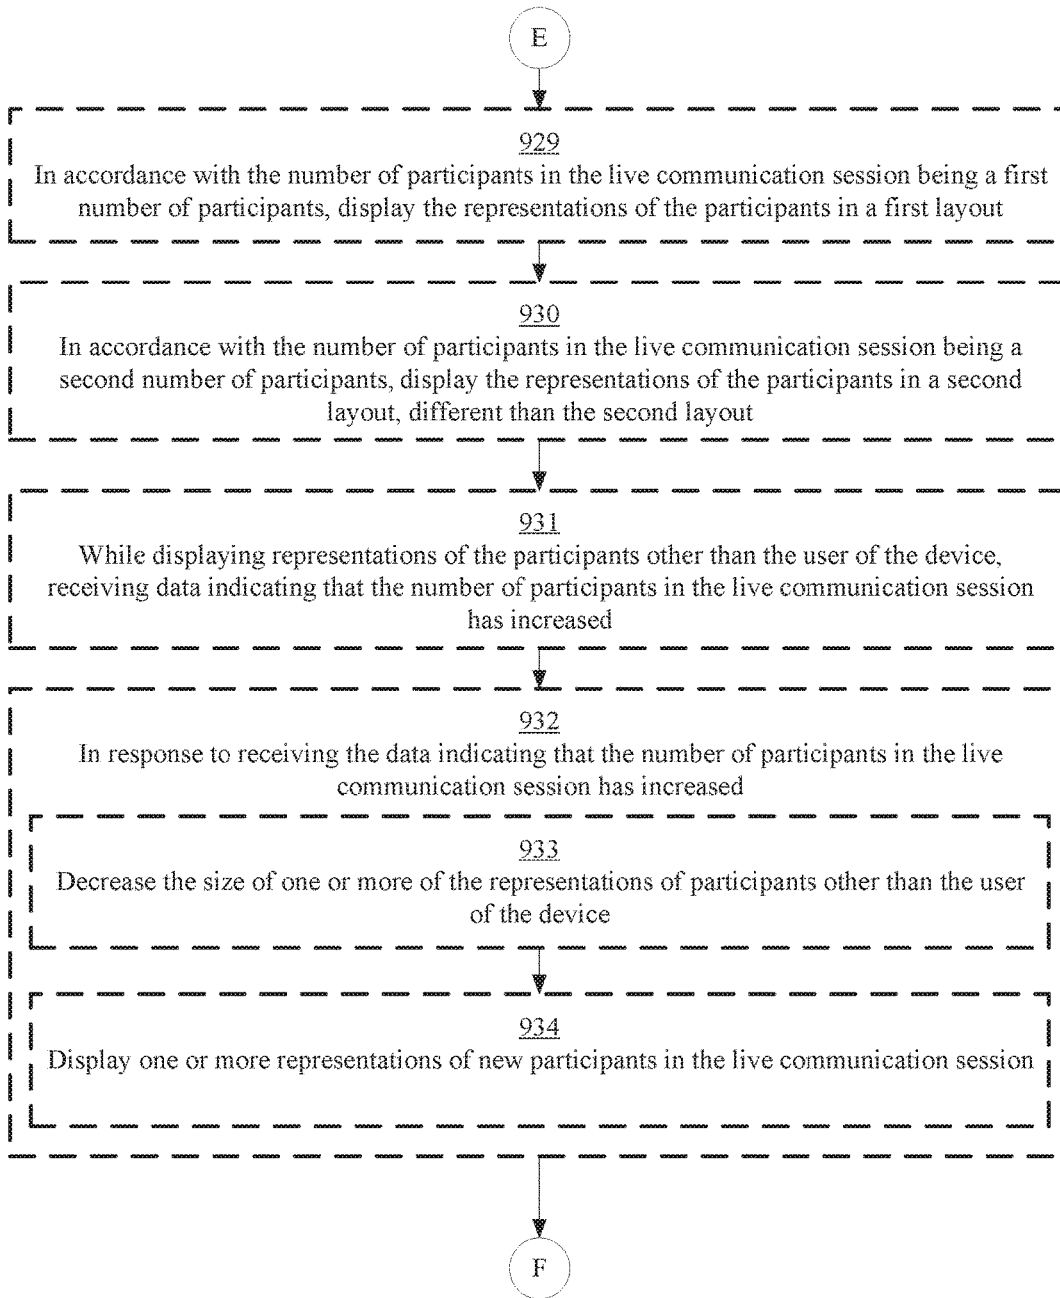 E
929
In accordance with the number of participants in the live communication session being a first
number of participants, display the representations of the participants in a first layout
930
In accordance with the number of participants in the live communication session being a
second number of participants, display the representations of the participants in a second
layout, different than the second layout
931
While displaying representations of the participants other than the user of the device,
receiving data indicating that the number of participants in the live communication session
has increased
932
In response to receiving the data indicating that the number of participants in the live
communication session has increased
933
Decrease the size of one or more of the representations of participants other than the user
of the device
934
Display one or more representations of new participants in the live communication session
F